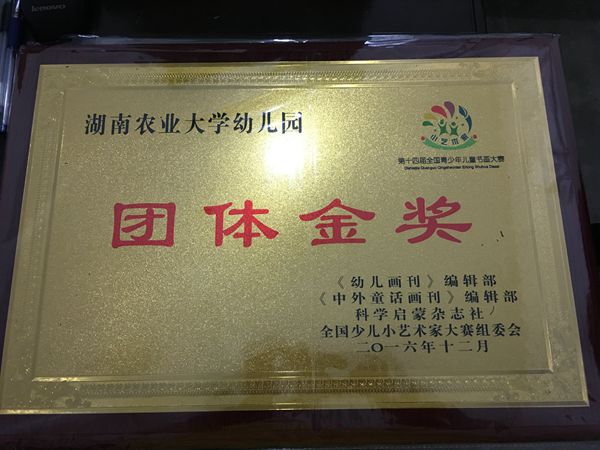 lenovo
湖南农业大学幼儿园
小艺术家
第十四届全国青少年儿童书画大赛
团体金奖
《幼儿画刊》编辑部
《中外童话画刊》编辑部
科学启蒙杂志社
全国少儿小艺术家大赛组委会
二〇一六年十二月